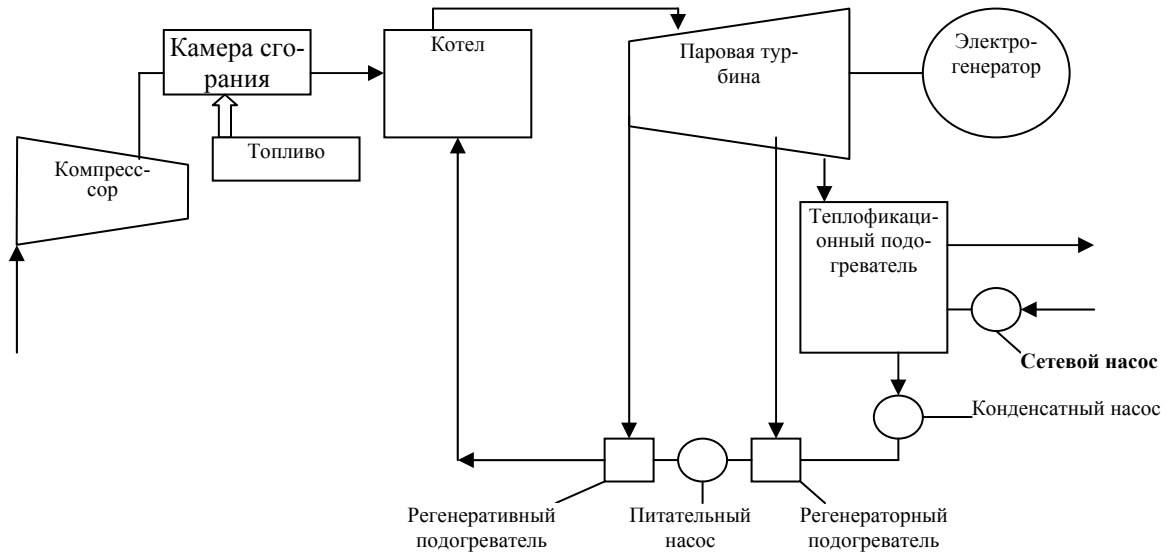 Камера сго-
рания
Котел
Паровая тур-
бина
Электро-
генератор
Топливо
Компресс-
сор
Теплофикаци-
онный подо-
греватель
Сетевой насос
Конденсатный насос
Регенеративный
подогреватель
Питательный
насос
Регенераторный
подогреватель